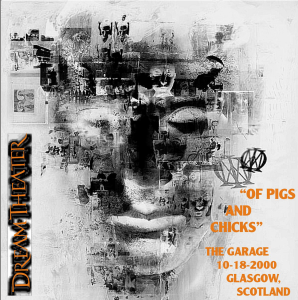 DREAM THEATER
“OF PIGS
AND
CHICKS”
THE GARAGE
10-18-2000
GLASGOW,
SCOTLAND